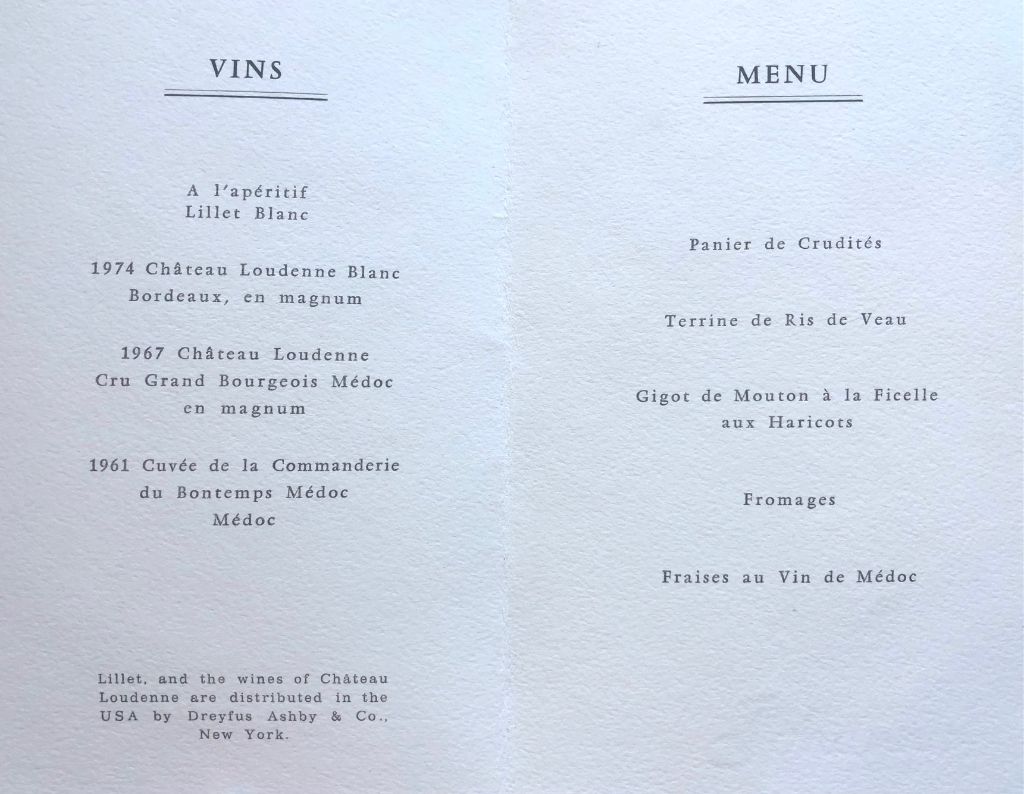 VINS
A l'apéritif
Lillet Blanc
1974 Château Loudenne Blanc
Bordeaux, en magnum
1967 Château Loudenne
Cru Grand Bourgeois Médoc
en magnum
1961 Cuvée de la Commanderie
du Bontemps Médoc
Médoc
Lillet, and the wines of Château
Loudenne are distributed in the
USA by Dreyfus Ashby & Co.,
New York.
MENU
Panier de Crudités
Terrine de Ris de Veau
Gigot de Mouton à la Ficelle
aux Haricots
Fromages
Fraises au Vin de Médoc